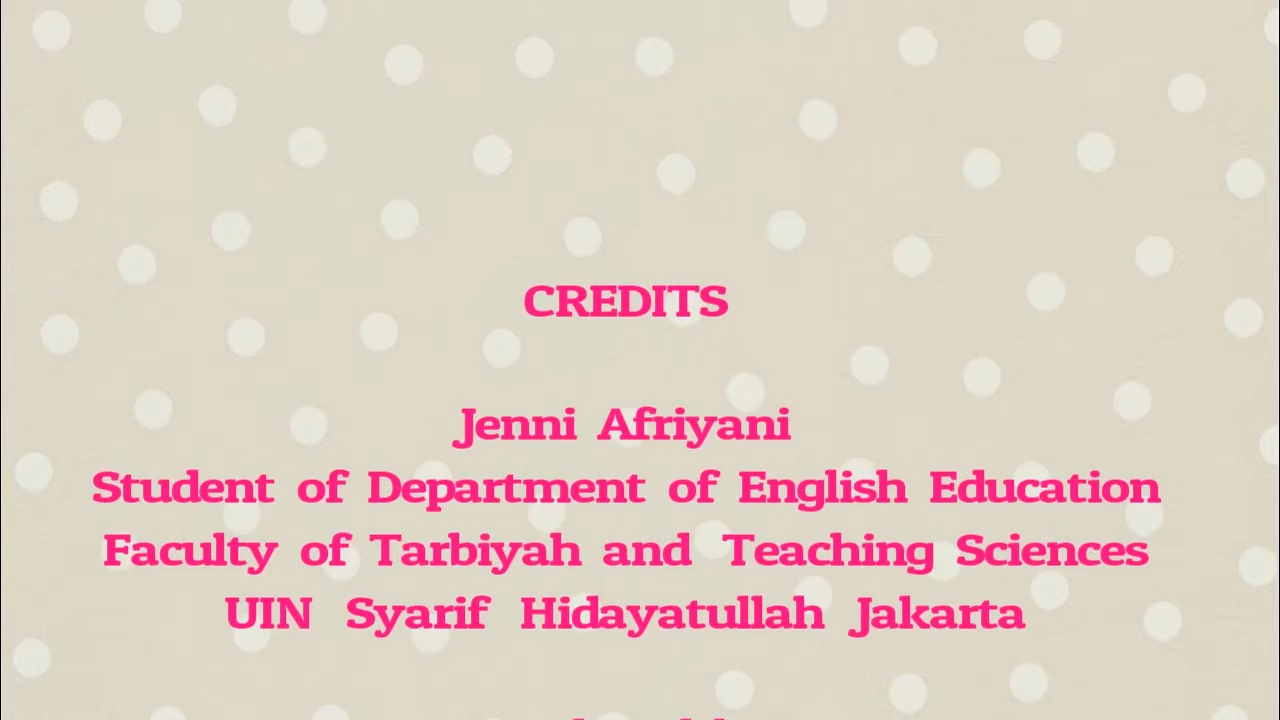 CREDITS
Jenni Afriyani
Student of Department of English Education
Faculty of Tarbiyah and Teaching Sciences
UIN Syarif Hidayatullah Jakarta